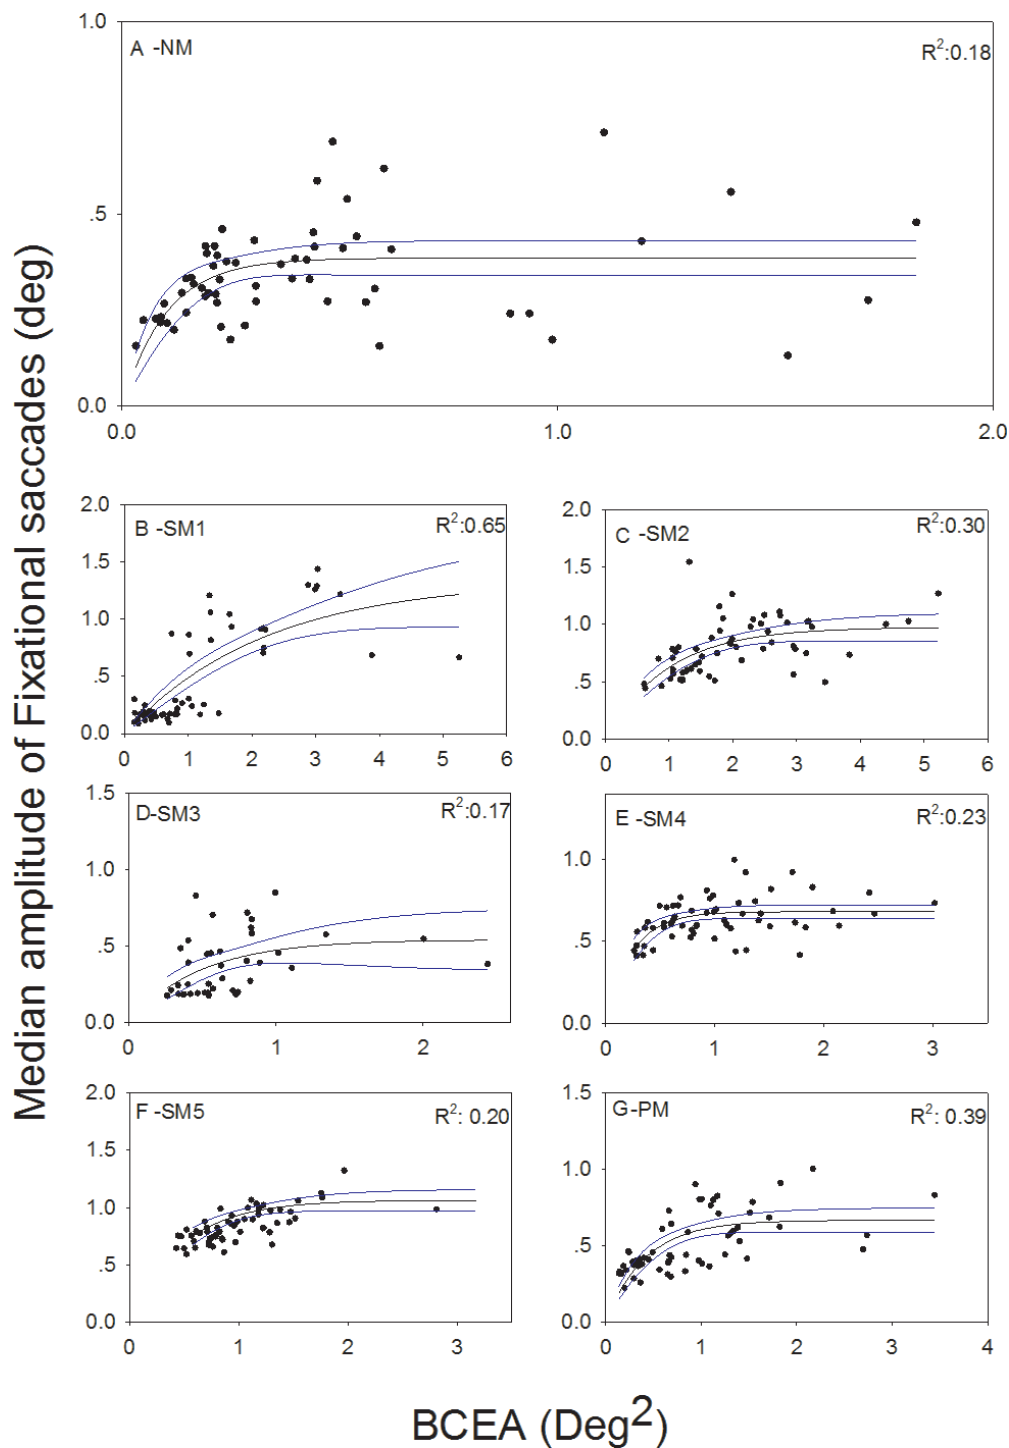 Median amplitude of Fixational saccades (deg)
A -NM
R²:0.18
1.0
.5
0.0
0.0 1.0 2.0
B -SM1
R²:0.65
2.0
1.5
1.0
.5
0.0
0 1 2 3 4 5 6
C -SM2
R²:0.30
2.0
1.5
1.0
.5
0.0
0 1 2 3 4 5 6
D-SM3
R²:0.17
1.5
1.0
.5
0.0
0 1 2
E -SM4
R²:0.23
1.0
.5
0.0
0 1 2 3
F -SM5
R²: 0.20
2.0
1.5
1.0
.5
0.0
0 1 2 3
G-PM
R²: 0.39
1.5
1.0
.5
0.0
0 1 2 3 4
BCEA (Deg²)